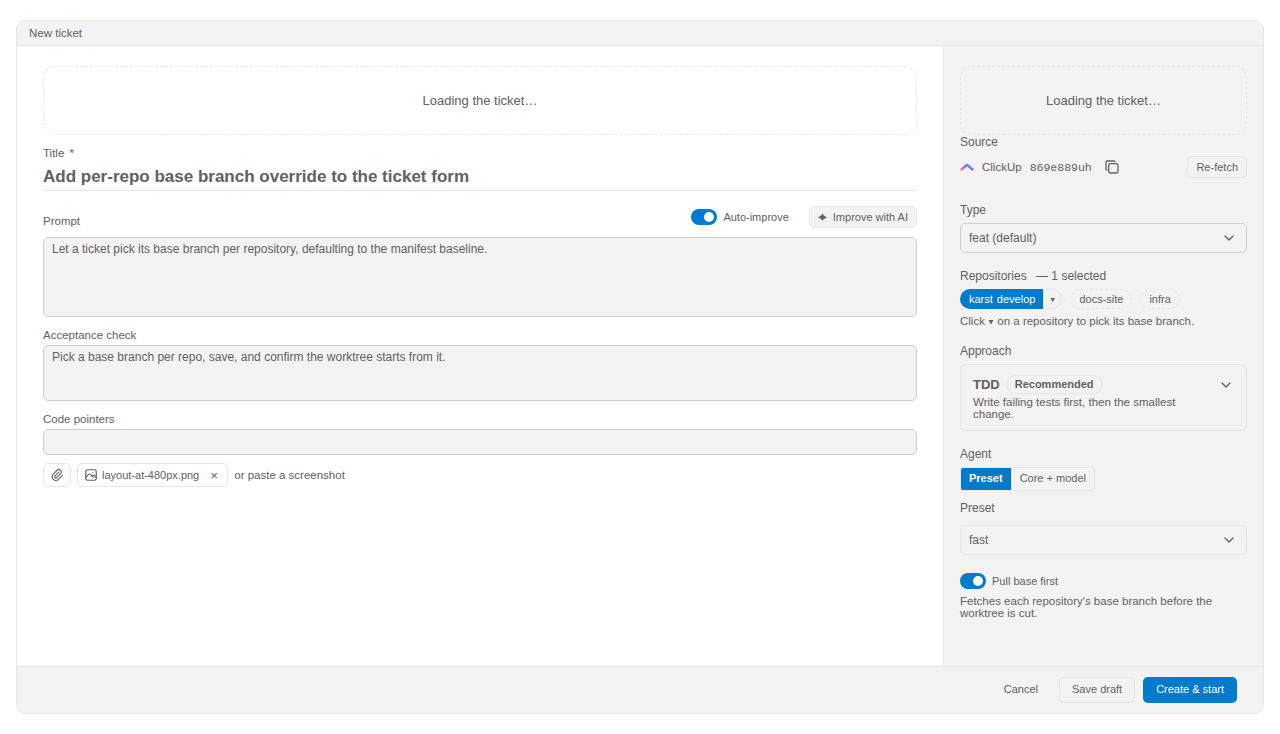 New ticket
Loading the ticket…
Title *
Add per-repo base branch override to the ticket form
Prompt
Auto-improve
Improve with AI
Let a ticket pick its base branch per repository, defaulting to the manifest baseline.
Acceptance check
Pick a base branch per repo, save, and confirm the worktree starts from it.
Code pointers
layout-at-480px.png ×
or paste a screenshot
Loading the ticket…
Source
ClickUp 869e889uh
Re-fetch
Type
feat (default)
Repositories — 1 selected
karst develop ▾ docs-site infra
Click ▾ on a repository to pick its base branch.
Approach
TDD Recommended
Write failing tests first, then the smallest
change.
Agent
Preset Core + model
Preset
fast
Pull base first
Fetches each repository's base branch before the
worktree is cut.
Cancel Save draft Create & start